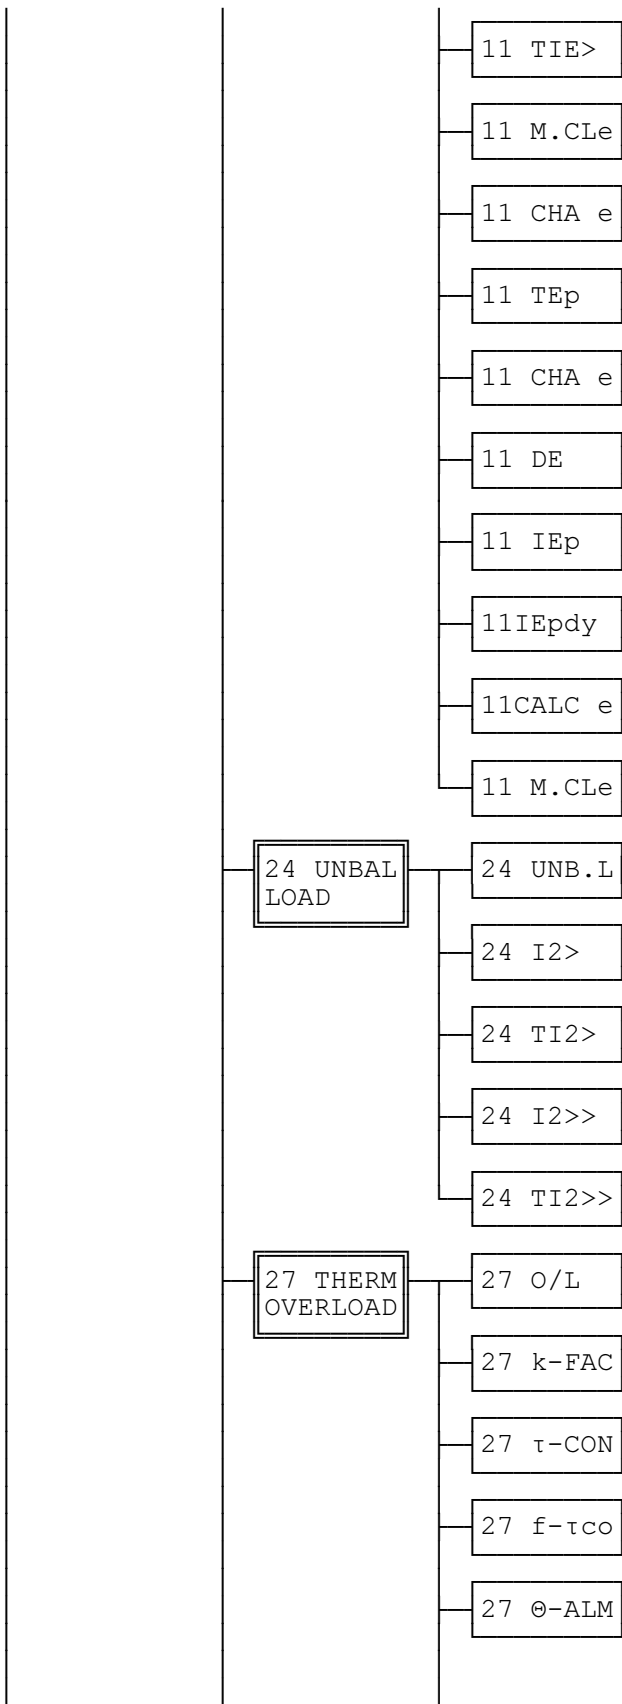 11 TIE>
11 M.CLe
11 CHA e
11 TEp
11 CHA e
11 DE
11 IEp
11IEpdy
11CALC e
11 M.CLe
24 UNBAL
LOAD
24 UNB.L
24 I2>
24 TI2>
24 I2>>
24 TI2>>
27 THERM
OVERLOAD
27 O/L
27 k-FAC
27 τ-CON
27 f-τco
27 Θ-ALM